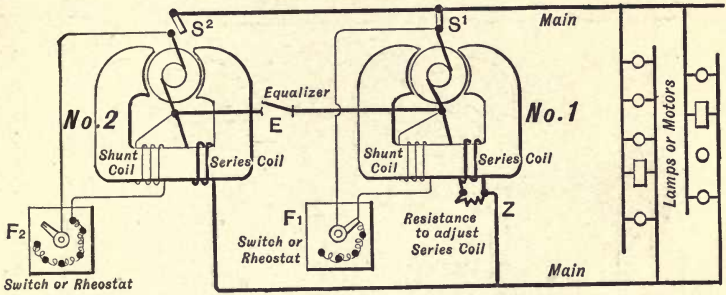 S²
S¹
Main
No.2
Equalizer
E
No.1
Shunt
Coil
Series Coil
Shunt
Coil
Series Coil
Z
F2
Switch or Rheostat
F1
Switch or
Rheostat
Resistance
to adjust
Series Coil
Main
Lamps or Motors